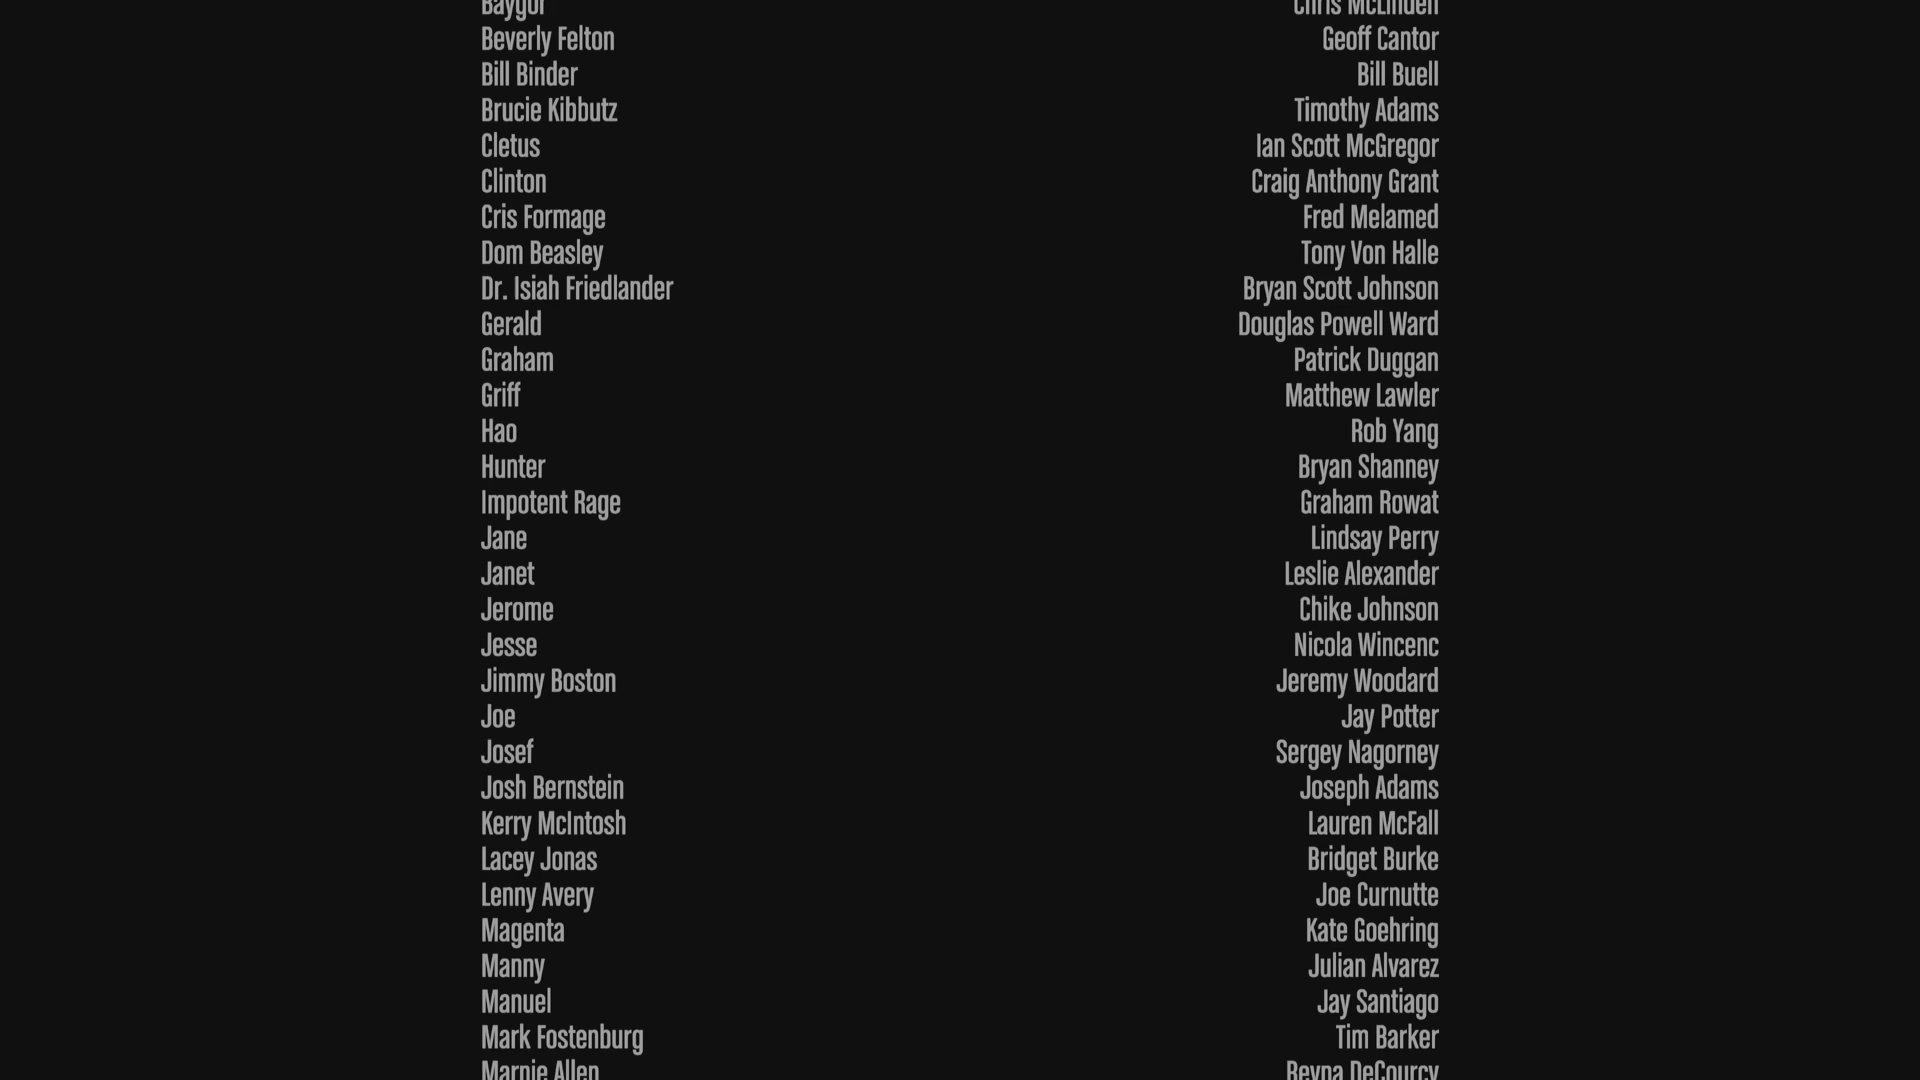 Baygor Chris McLinden
Beverly Felton Geoff Cantor
Bill Binder Bill Buell
Brucie Kibbutz Timothy Adams
Cletus Ian Scott McGregor
Clinton Craig Anthony Grant
Cris Formage Fred Melamed
Dom Beasley Tony Von Halle
Dr. Isiah Friedlander Bryan Scott Johnson
Gerald Douglas Powell Ward
Graham Patrick Duggan
Griff Matthew Lawler
Hao Rob Yang
Hunter Bryan Shanney
Impotent Rage Graham Rowat
Jane Lindsay Perry
Janet Leslie Alexander
Jerome Chike Johnson
Jesse Nicola Wincenc
Jimmy Boston Jeremy Woodard
Joe Jay Potter
Josef Sergey Nagorney
Josh Bernstein Joseph Adams
Kerry McIntosh Lauren McFall
Lacey Jonas Bridget Burke
Lenny Avery Joe Curnutte
Magenta Kate Goehring
Manny Julian Alvarez
Manuel Jay Santiago
Mark Fostenburg Tim Barker
Marnie Allen Reyna DeCourcy